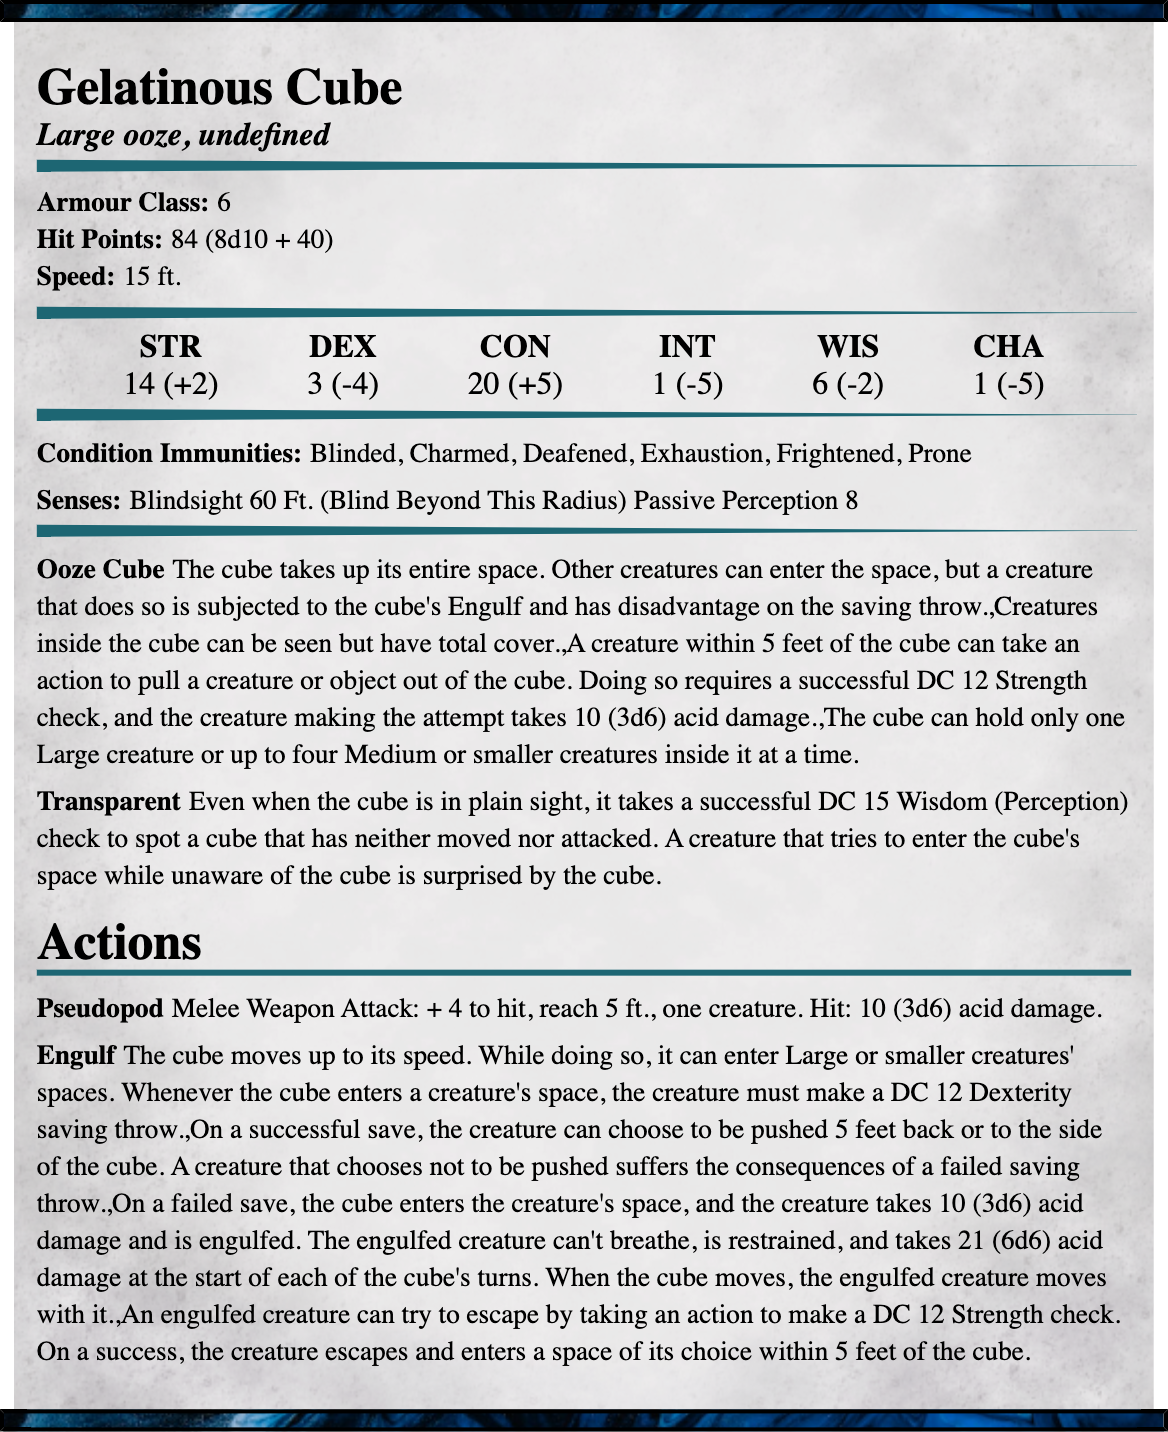 Gelatinous Cube
Large ooze, undefined
Armour Class: 6
Hit Points: 84 (8d10 + 40)
Speed: 15 ft.
STR DEX CON INT WIS CHA
14 (+2) 3 (-4) 20 (+5) 1 (-5) 6 (-2) 1 (-5)
Condition Immunities: Blinded, Charmed, Deafened, Exhaustion, Frightened, Prone
Senses: Blindsight 60 Ft. (Blind Beyond This Radius) Passive Perception 8
Ooze Cube The cube takes up its entire space. Other creatures can enter the space, but a creature
that does so is subjected to the cube's Engulf and has disadvantage on the saving throw.,Creatures
inside the cube can be seen but have total cover.,A creature within 5 feet of the cube can take an
action to pull a creature or object out of the cube. Doing so requires a successful DC 12 Strength
check, and the creature making the attempt takes 10 (3d6) acid damage.,The cube can hold only one
Large creature or up to four Medium or smaller creatures inside it at a time.
Transparent Even when the cube is in plain sight, it takes a successful DC 15 Wisdom (Perception)
check to spot a cube that has neither moved nor attacked. A creature that tries to enter the cube's
space while unaware of the cube is surprised by the cube.
Actions
Pseudopod Melee Weapon Attack: + 4 to hit, reach 5 ft., one creature. Hit: 10 (3d6) acid damage.
Engulf The cube moves up to its speed. While doing so, it can enter Large or smaller creatures'
spaces. Whenever the cube enters a creature's space, the creature must make a DC 12 Dexterity
saving throw.,On a successful save, the creature can choose to be pushed 5 feet back or to the side
of the cube. A creature that chooses not to be pushed suffers the consequences of a failed saving
throw.,On a failed save, the cube enters the creature's space, and the creature takes 10 (3d6) acid
damage and is engulfed. The engulfed creature can't breathe, is restrained, and takes 21 (6d6) acid
damage at the start of each of the cube's turns. When the cube moves, the engulfed creature moves
with it.,An engulfed creature can try to escape by taking an action to make a DC 12 Strength check.
On a success, the creature escapes and enters a space of its choice within 5 feet of the cube.